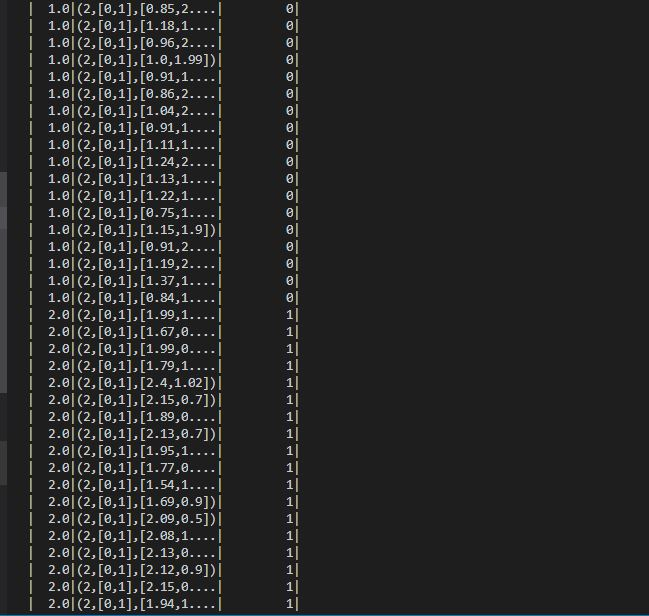 | 1.0|(2,[0,1],[0.85,2....|         0|
| 1.0|(2,[0,1],[1.18,1....|         0|
| 1.0|(2,[0,1],[0.96,2....|         0|
| 1.0|(2,[0,1],[1.0,1.99])|         0|
| 1.0|(2,[0,1],[0.91,1....|         0|
| 1.0|(2,[0,1],[0.86,2....|         0|
| 1.0|(2,[0,1],[1.04,2....|         0|
| 1.0|(2,[0,1],[0.91,1....|         0|
| 1.0|(2,[0,1],[1.11,1....|         0|
| 1.0|(2,[0,1],[1.24,2....|         0|
| 1.0|(2,[0,1],[1.13,1....|         0|
| 1.0|(2,[0,1],[1.22,1....|         0|
| 1.0|(2,[0,1],[0.75,1....|         0|
| 1.0|(2,[0,1],[1.15,1.9])|         0|
| 1.0|(2,[0,1],[0.91,2....|         0|
| 1.0|(2,[0,1],[1.19,2....|         0|
| 1.0|(2,[0,1],[1.37,1....|         0|
| 1.0|(2,[0,1],[0.84,1....|         0|
| 2.0|(2,[0,1],[1.99,1....|         1|
| 2.0|(2,[0,1],[1.67,0....|         1|
| 2.0|(2,[0,1],[1.99,0....|         1|
| 2.0|(2,[0,1],[1.79,1....|         1|
| 2.0|(2,[0,1],[2.4,1.02])|         1|
| 2.0|(2,[0,1],[2.15,0.7])|         1|
| 2.0|(2,[0,1],[1.89,0....|         1|
| 2.0|(2,[0,1],[2.13,0.7])|         1|
| 2.0|(2,[0,1],[1.95,1....|         1|
| 2.0|(2,[0,1],[1.77,0....|         1|
| 2.0|(2,[0,1],[1.54,1....|         1|
| 2.0|(2,[0,1],[1.69,0.9])|         1|
| 2.0|(2,[0,1],[2.09,0.5])|         1|
| 2.0|(2,[0,1],[2.08,1....|         1|
| 2.0|(2,[0,1],[2.13,0....|         1|
| 2.0|(2,[0,1],[2.12,0.9])|         1|
| 2.0|(2,[0,1],[2.15,0....|         1|
| 2.0|(2,[0,1],[1.94,1....|         1|